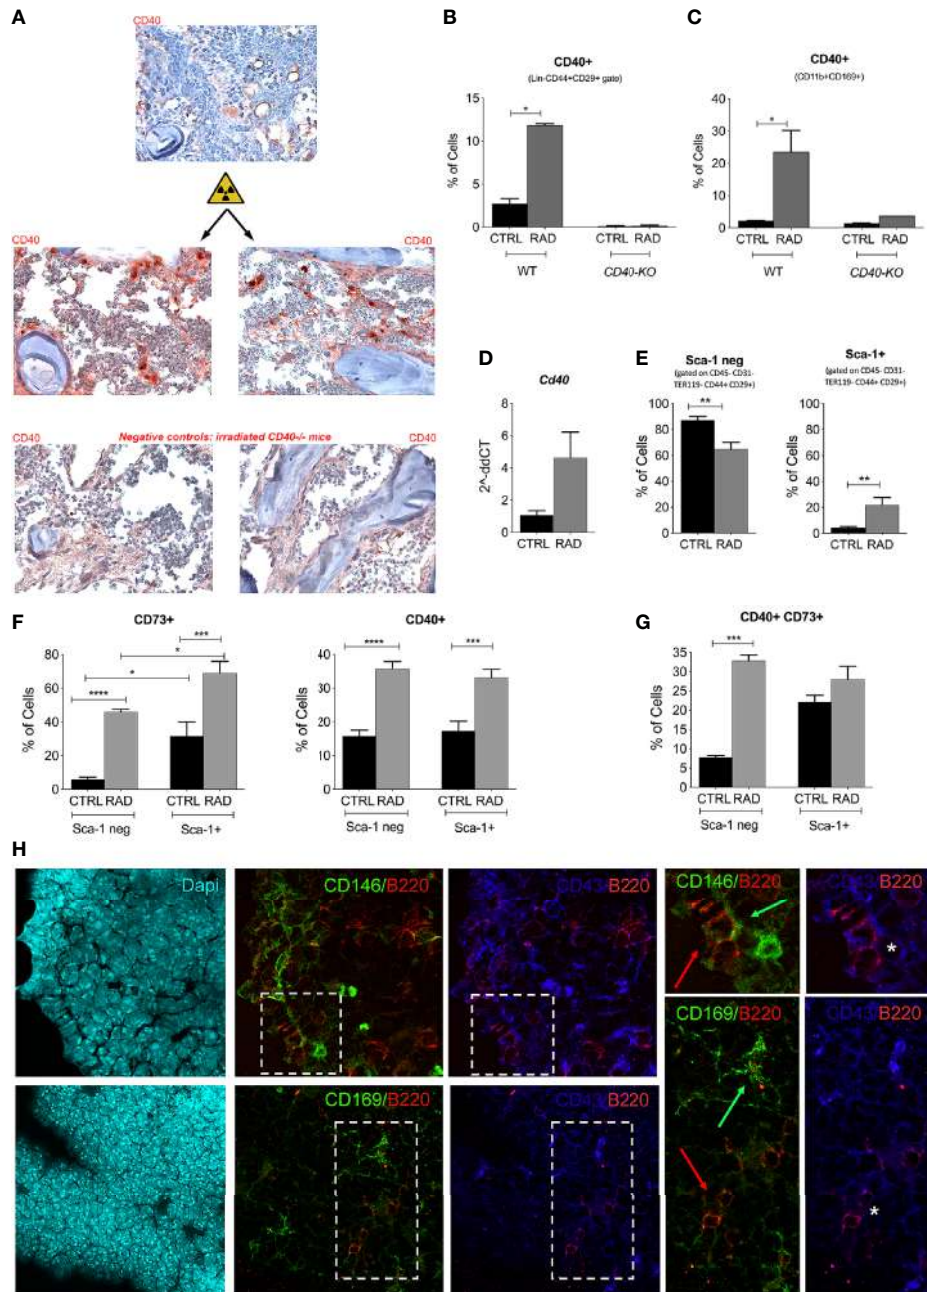 A
CD40
CD40
CD40
CD40
Negative controls: irradiated CD40-/- mice
CD40
B
CD40+
(Lin-CD44+CD29+ gate)
% of Cells
15
10
5
0
*
CTRL RAD
CTRL RAD
WT
CD40-KO
C
CD40+
(CD11b+CD169+)
% of Cells
40
30
20
10
0
*
CTRL RAD
CTRL RAD
WT
CD40-KO
D
Cd40
2^-ddCT
8
6
4
2
0
CTRL RAD
E
Sca-1 neg
(gated on CD45- CD31-
TER119- CD44+ CD29+)
% of Cells
100
80
60
40
20
0
**
CTRL RAD
Sca-1+
(gated on CD45- CD31-
TER119- CD44+ CD29+)
% of Cells
100
80
60
40
20
0
**
CTRL RAD
F
CD73+
% of Cells
80
60
40
20
0
****
*
*
***
CTRL RAD
CTRL RAD
Sca-1 neg
Sca-1+
CD40+
% of Cells
40
30
20
10
0
****
***
CTRL RAD
CTRL RAD
Sca-1 neg
Sca-1+
G
CD40+ CD73+
% of Cells
35
30
25
20
15
10
5
0
***
CTRL RAD
CTRL RAD
Sca-1 neg
Sca-1+
H
Dapi
CD146/B220
CD43/B220
CD146/B220
CD43/B220
*
CD169/B220
CD43/B220
CD169/B220
CD43/B220
*